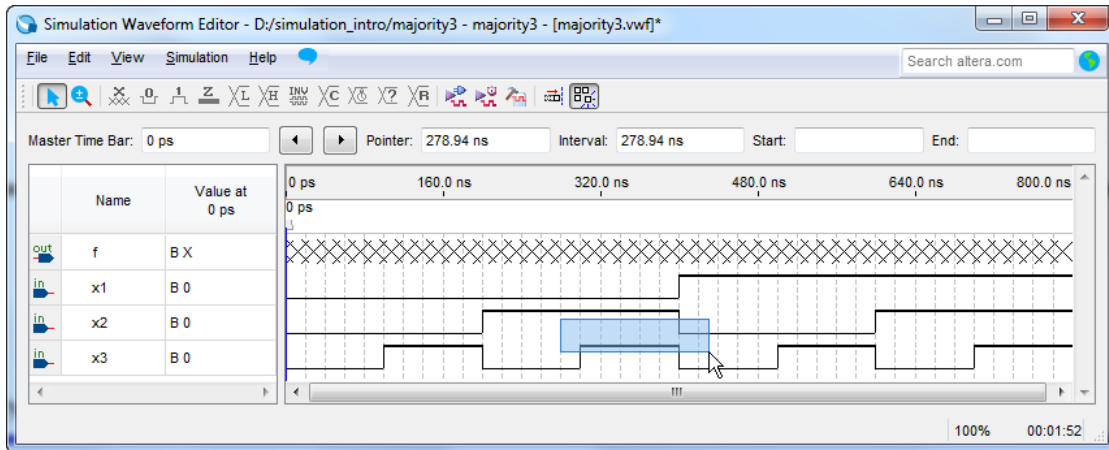 Simulation Waveform Editor - D:/simulation_intro/majority3 - majority3 - [majority3.vwf]*
File Edit View Simulation Help Search altera.com
Master Time Bar: 0 ps Pointer: 278.94 ns Interval: 278.94 ns Start: End:
Name Value at 0 ps
0 ps 160.0 ns 320.0 ns 480.0 ns 640.0 ns 800.0 ns
0 ps
out f B X
in x1 B 0
in x2 B 0
in x3 B 0
100% 00:01:52